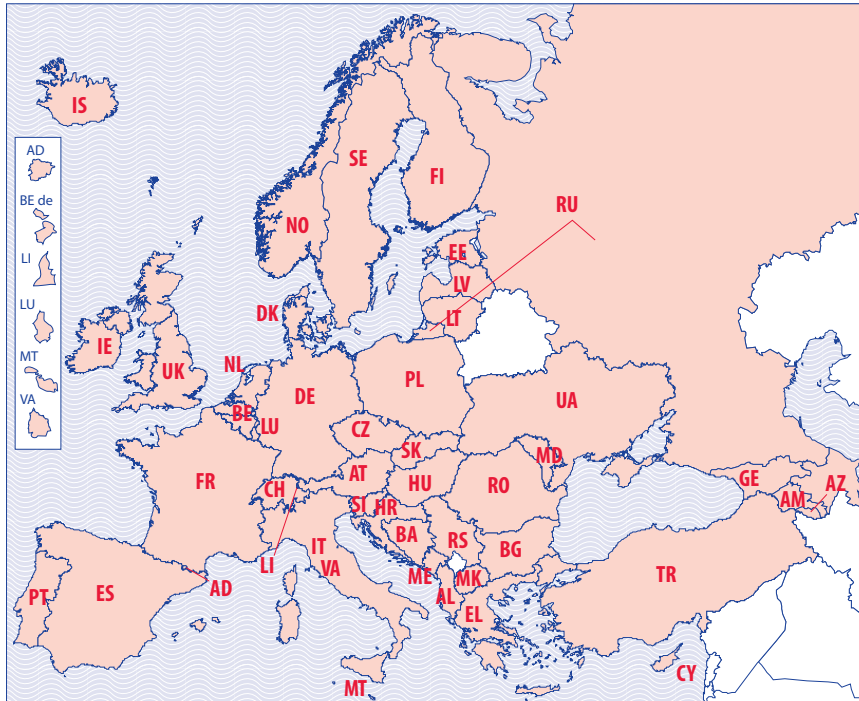 IS
AD
BE de
LI
LU
MT
VA
SE
FI
NO
RU
EE
LV
LT
DK
IE
UK
NL
BE
LU
DE
PL
CZ
SK
UA
MD
FR
CH
AT
HU
RO
SI
HR
BA
RS
BG
GE
AM
AZ
IT
VA
LI
AD
PT
ES
ME
MK
AL
EL
TR
MT
CY